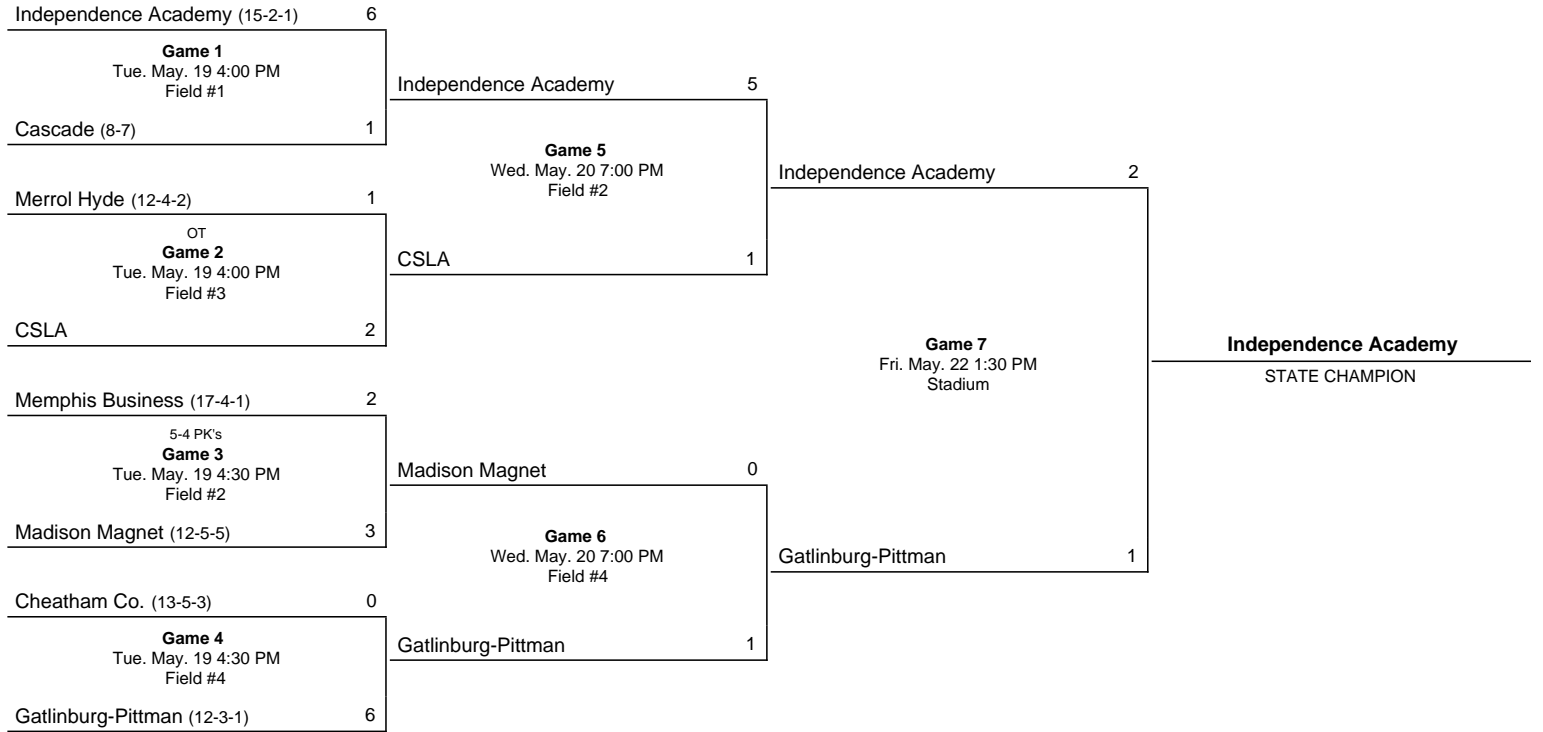 Independence Academy (15-2-1) 6
Game 1
Tue. May. 19 4:00 PM
Field #1
Cascade (8-7) 1
Merrol Hyde (12-4-2) 1
OT
Game 2
Tue. May. 19 4:00 PM
Field #3
CSLA 2
Memphis Business (17-4-1) 2
5-4 PK's
Game 3
Tue. May. 19 4:30 PM
Field #2
Madison Magnet (12-5-5) 3
Cheatham Co. (13-5-3) 0
Game 4
Tue. May. 19 4:30 PM
Field #4
Gatlinburg-Pittman (12-3-1) 6
Independence Academy 5
Game 5
Wed. May. 20 7:00 PM
Field #2
CSLA 1
Madison Magnet 0
Game 6
Wed. May. 20 7:00 PM
Field #4
Gatlinburg-Pittman 1
Independence Academy 2
Game 7
Fri. May. 22 1:30 PM
Stadium
Gatlinburg-Pittman 1
Independence Academy
STATE CHAMPION